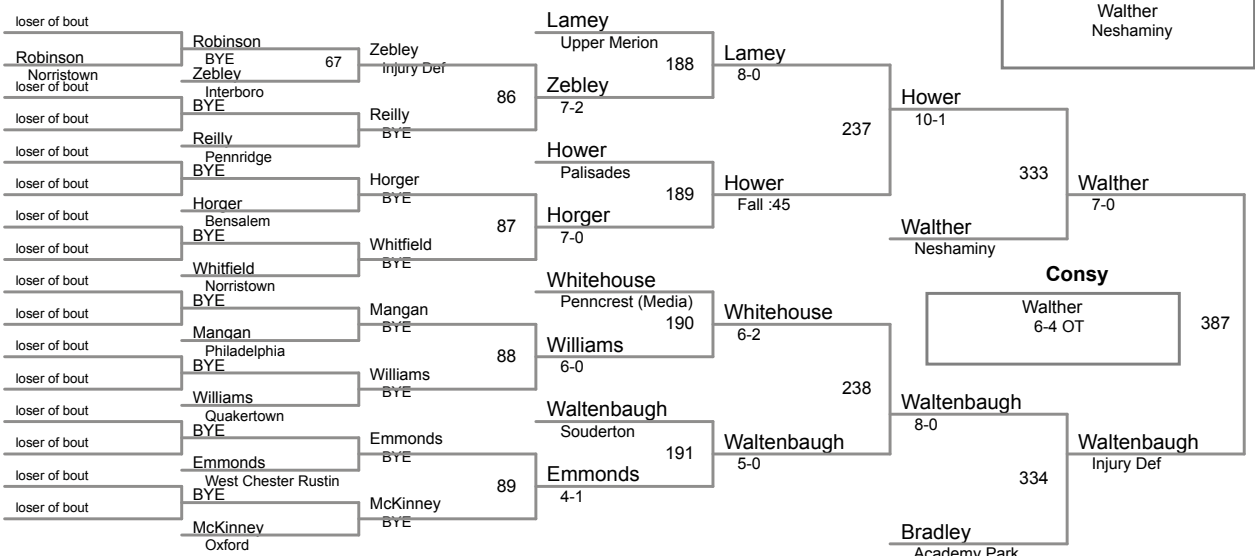 loser of bout
Robinson
Norristown
loser of bout
loser of bout
loser of bout
loser of bout
loser of bout
loser of bout
loser of bout
loser of bout
loser of bout
loser of bout
loser of bout
loser of bout
loser of bout
loser of bout
Robinson
BYE
67
Zebley
Interboro
BYE
Reilly
Pennridge
BYE
Horger
Bensalem
BYE
Whitfield
Norristown
BYE
Mangan
Philadelphia
BYE
Williams
Quakertown
BYE
Emmonds
West Chester Rustin
BYE
McKinney
Oxford
Zebley
Injury Def
86
Reilly
BYE
Horger
BYE
87
Whitfield
BYE
Mangan
BYE
88
Williams
BYE
Emmonds
BYE
89
McKinney
BYE
Lamey
Upper Merion
188
Zebley
7-2
Hower
Palisades
189
Horger
7-0
Whitehouse
Penncrest (Media)
190
Williams
6-0
Waltenbaugh
Souderton
191
Emmonds
4-1
Lamey
8-0
237
Hower
Fall :45
Whitehouse
6-2
238
Waltenbaugh
5-0
Hower
10-1
333
Walther
Neshaminy
Waltenbaugh
8-0
334
Bradley
Academy Park
Walther
7-0
387
Waltenbaugh
Injury Def
Consy
Walther
6-4 OT
Walther
Neshaminy